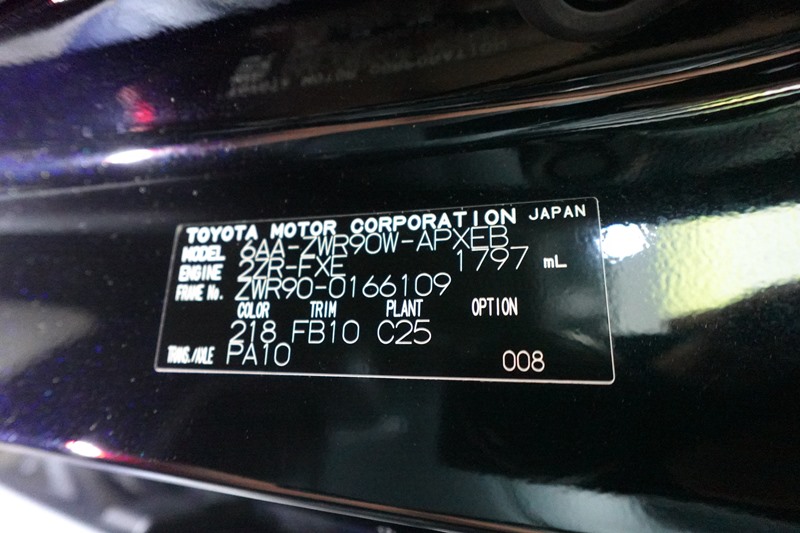 TOYOTA MOTOR CORPORATION JAPAN
MODEL 6AA-ZWR90W-APXEB
ENGINE 2ZR-FXE 1797 mL
FRAME No. ZWR90-0166109
COLOR TRIM PLANT OPTION
218 FB10 C25
TRANS./AXLE PA10 008